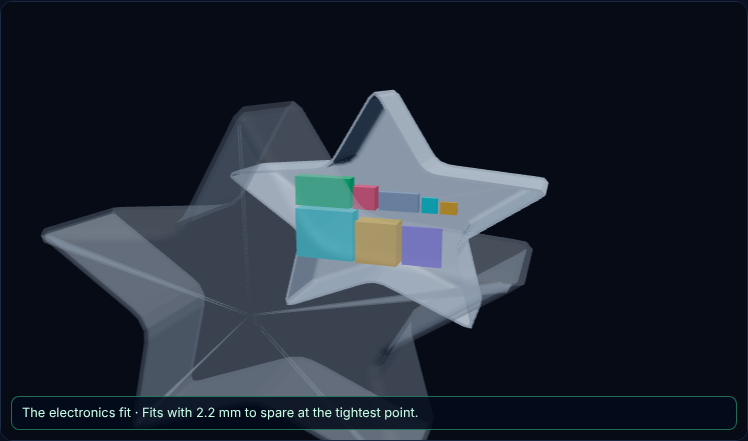 The electronics fit · Fits with 2.2 mm to spare at the tightest point.